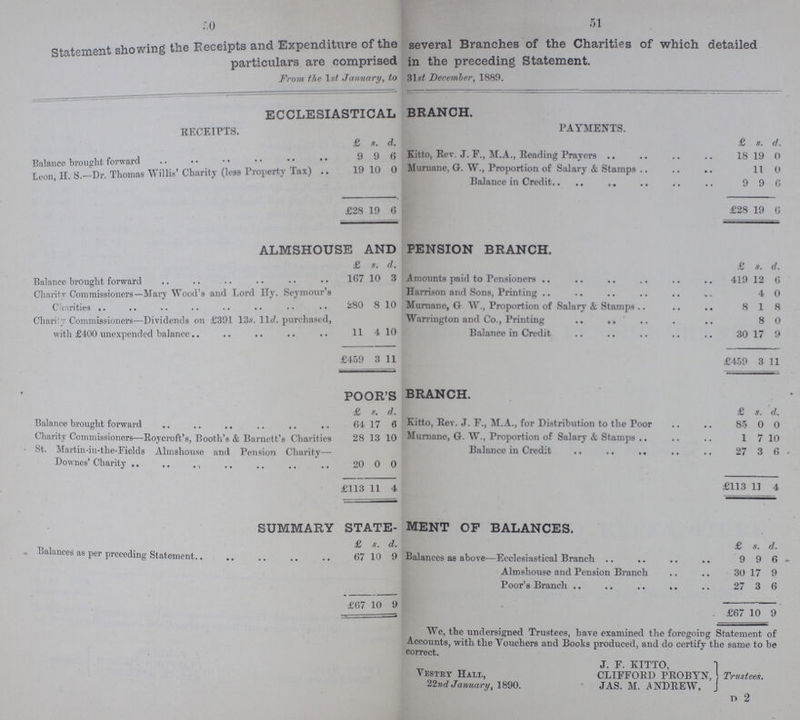 50
51
Statement showing the Receipts and Expenditure of the several Branches of the Charities of which detailed
particulars are comprised in the preceding Statement.
From the 1st January, to 31st December, 1889.
ECCLESIASTICAL BRANCH.
RECEIPTS.
£ s. d.
Balance brought forward .. .. .. .. .. .. 9 9 6
Leon, H. S.—Dr. Thomas Willis' Charity (less Property Tax) .. 19 10 0
£28 19 6
PAYMENTS.
£ s. d.
Kitto, Rev. J. F., M.A., Reading Prayers .. .. .. .. 18 19 0
Murnane, G. W., Proportion of Salary & Stamps .. .. .. 11 0
Balance in Credit.. .. .. .. .. .. 9 9 6
£28 19 6
ALMSHOUSE AND PENSION BRANCH.
£ s. d.
Balance brought forward .. .. .. .. .. .. 167 10 3
Charity Commissioners—Mary Wood's and Lord Hy. Seymour's
Charities .. .. .. .. .. .. .. .. 280 8 10
Charity Commissioners—Dividends on £391 13s. 11d. purchased,
with £400 unexpended balance.. .. .. .. .. 11 4 10
£459 3 11
£ s. d.
Amounts paid to Pensioners .. .. .. .. .. .. 419 12 6
Harrison and Sons, Printing .. .. .. .. .. .. 4 0
Murnane, G W., Proportion of Salary & Stamps .. .. .. 8 1 8
Warrington and Co., Printing .. .. .. .. .. 8 0
Balance in Credit .. .. .. .. .. 30 17 9
£459 3 11
POOR'S BRANCH.
£ s. d.
Balance brought forward .. .. .. .. .. .. 64 17 6
Charity Commissioners—Roycroft's, Booth's & Barnett's Charities 28 13 10
St. Martin-in-the-Fields Almshouse and Pension Charity—
Downes' Charity .. .. .. .. .. .. .. 20 0 0
£113 11 4
£ s. d.
Kitto, Rev. J. F., M.A., for Distribution to the Poor .. .. 85 0 0
Murnane, G. W., Proportion of Salary & Stamps .. .. .. 1 7 10
Balance in Credit .. .. .. .. .. 27 3 6
£113 11 4
SUMMARY STATE-MENT OF BALANCES.
£ s. d.
Balances as per preceding Statement.. .. .. .. .. 67 10 9
£67 10 9
£ s. d.
Balances as above—Ecclesiastical Branch .. .. .. .. 9 9 6
Almshouse and Pension Branch .. .. 30 17 9
Poor's Branch .. .. .. .. .. 27 3 6
£67 10 9
We, the undersigned Trustees, have examined the foregoing Statement of
Accounts, with the Vouchers and Books produced, and do certify the same to be
correct.
J. F. KITTO,
CLIFFORD PROBYN,
JAS. M. ANDREW,
Trustees.
VESTRY HALL,
22nd January, 1890.
D 2